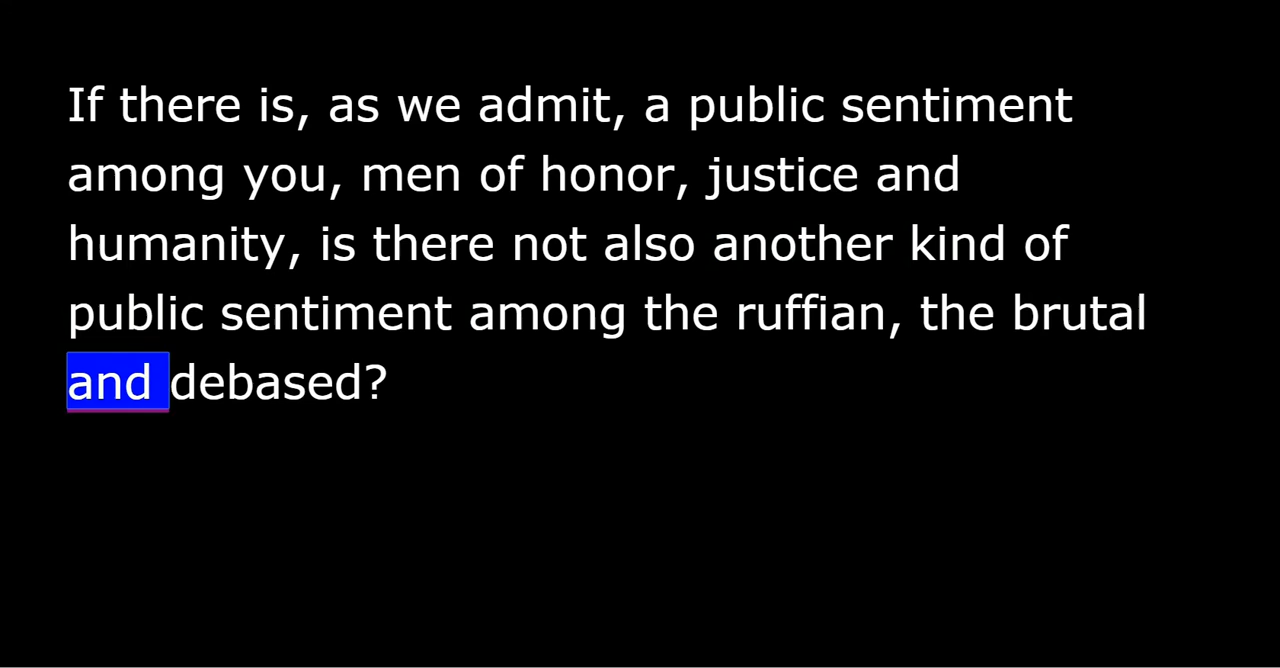 If there is, as we admit, a public sentiment
among you, men of honor, justice and
humanity, is there not also another kind of
public sentiment among the ruffian, the brutal
and debased?